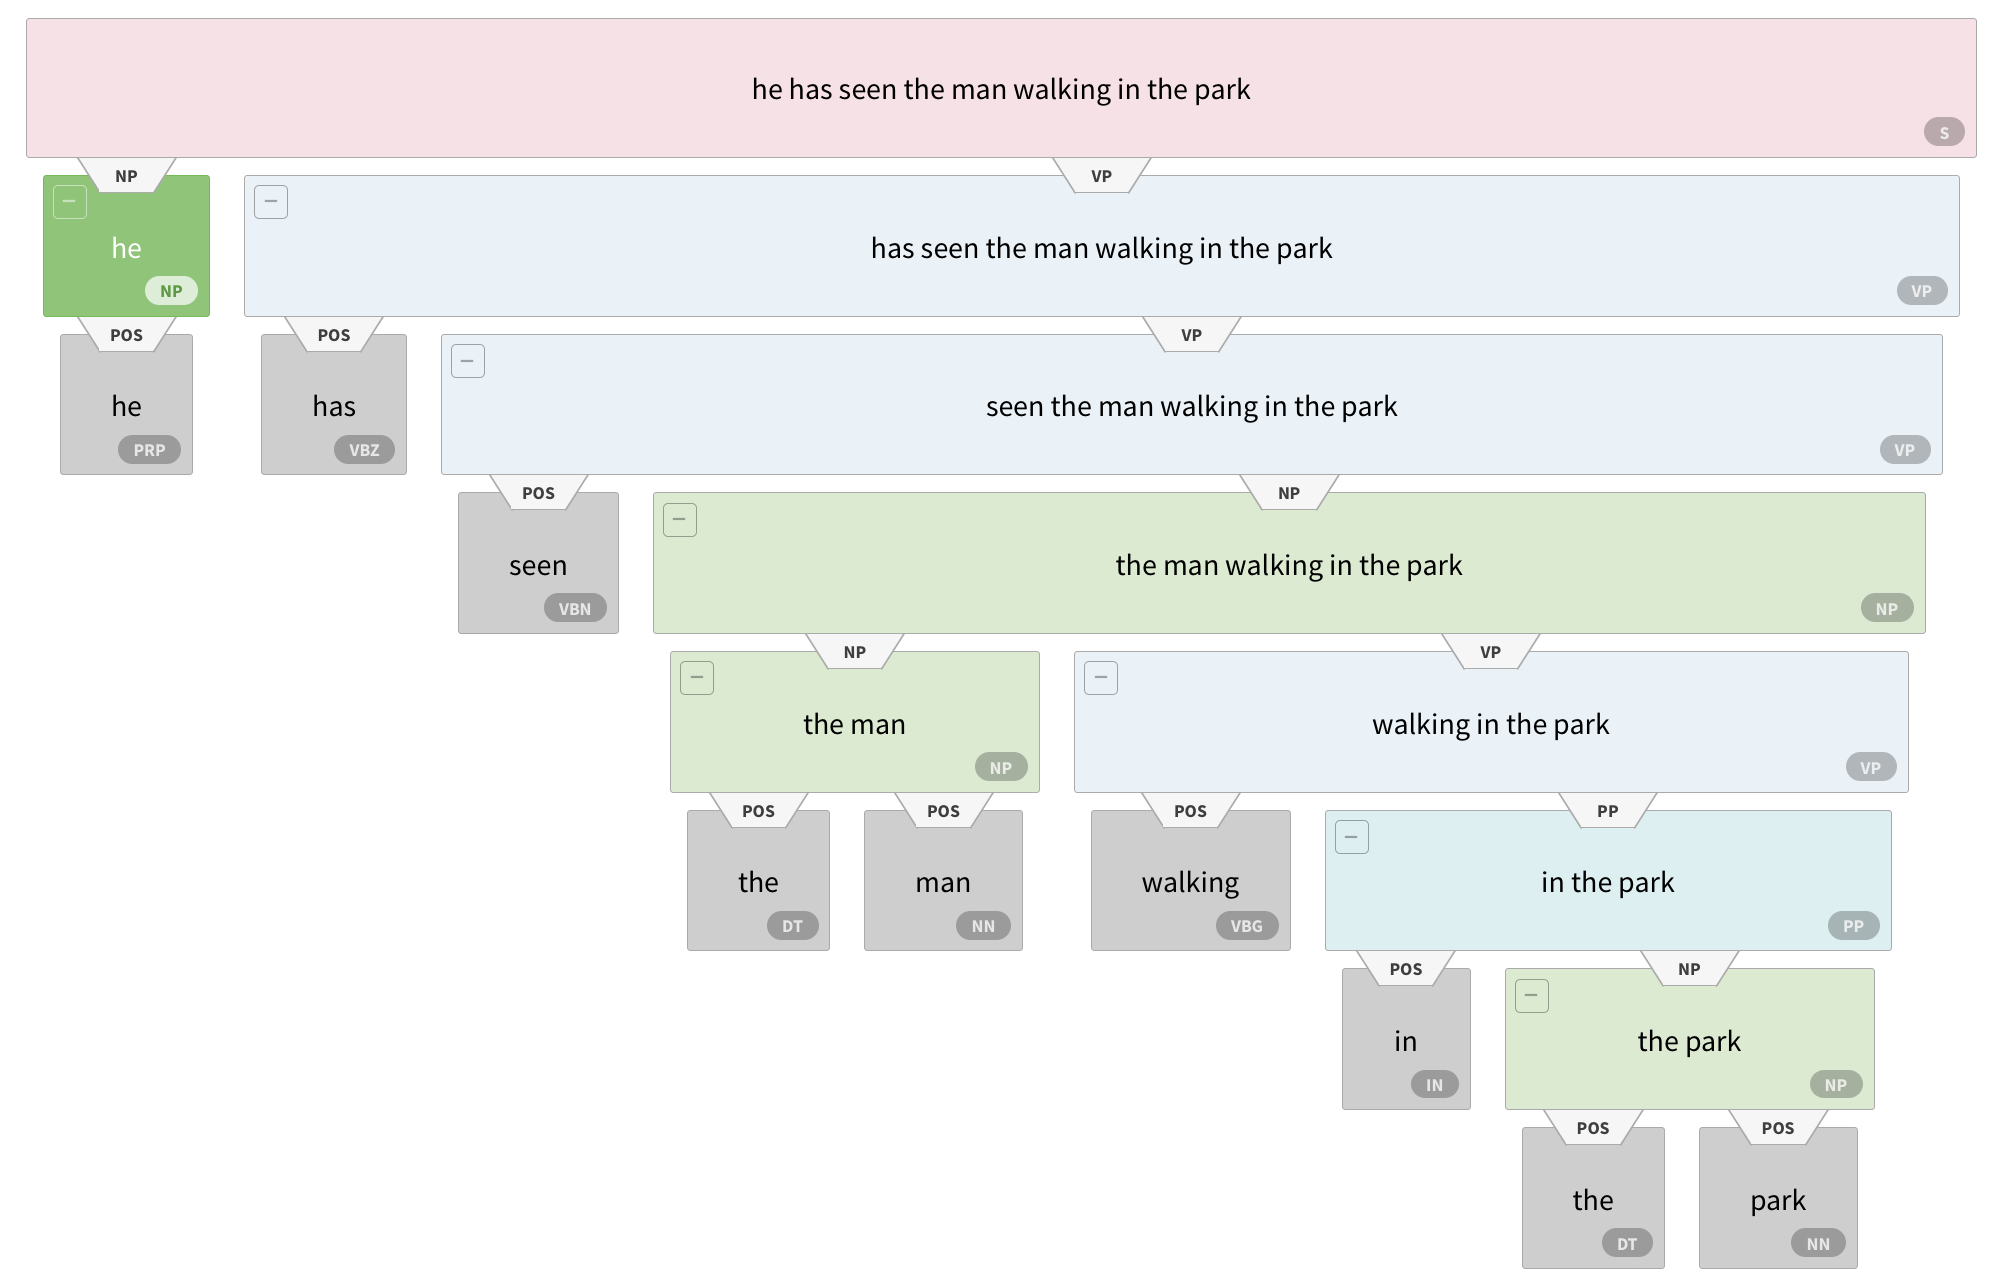 he has seen the man walking in the park
S
NP VP
− −
he has seen the man walking in the park
NP VP
POS POS VP
−
he has seen the man walking in the park
PRP VBZ VP
POS NP
−
seen the man walking in the park
VBN NP
NP VP
− −
the man walking in the park
NP VP
POS POS POS PP
−
the man walking in the park
DT NN VBG PP
POS NP
−
in the park
IN NP
POS POS
the park
DT NN